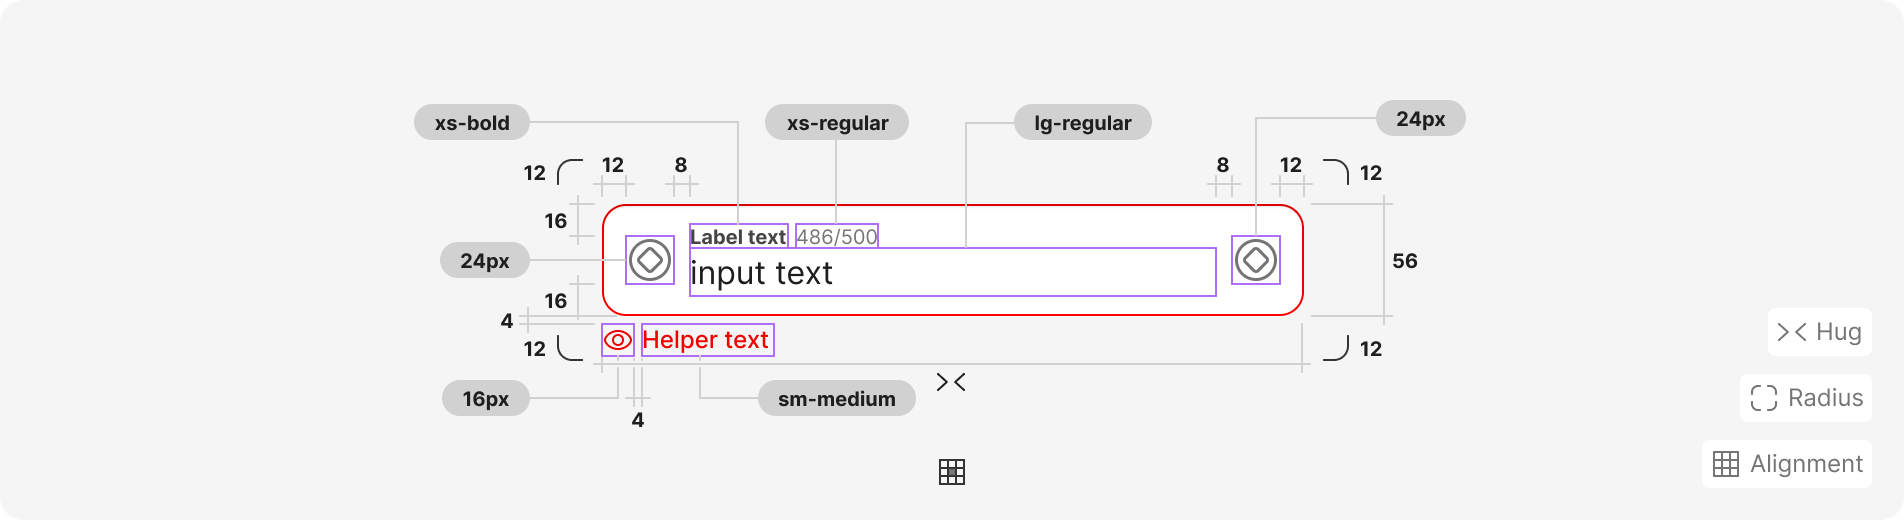 xs-bold xs-regular lg-regular 24px
12 12 8 8 12 12
16
Label text 486/500
24px input text 56
16
4
12 Helper text 12
16px sm-medium
4
Hug
Radius
Alignment